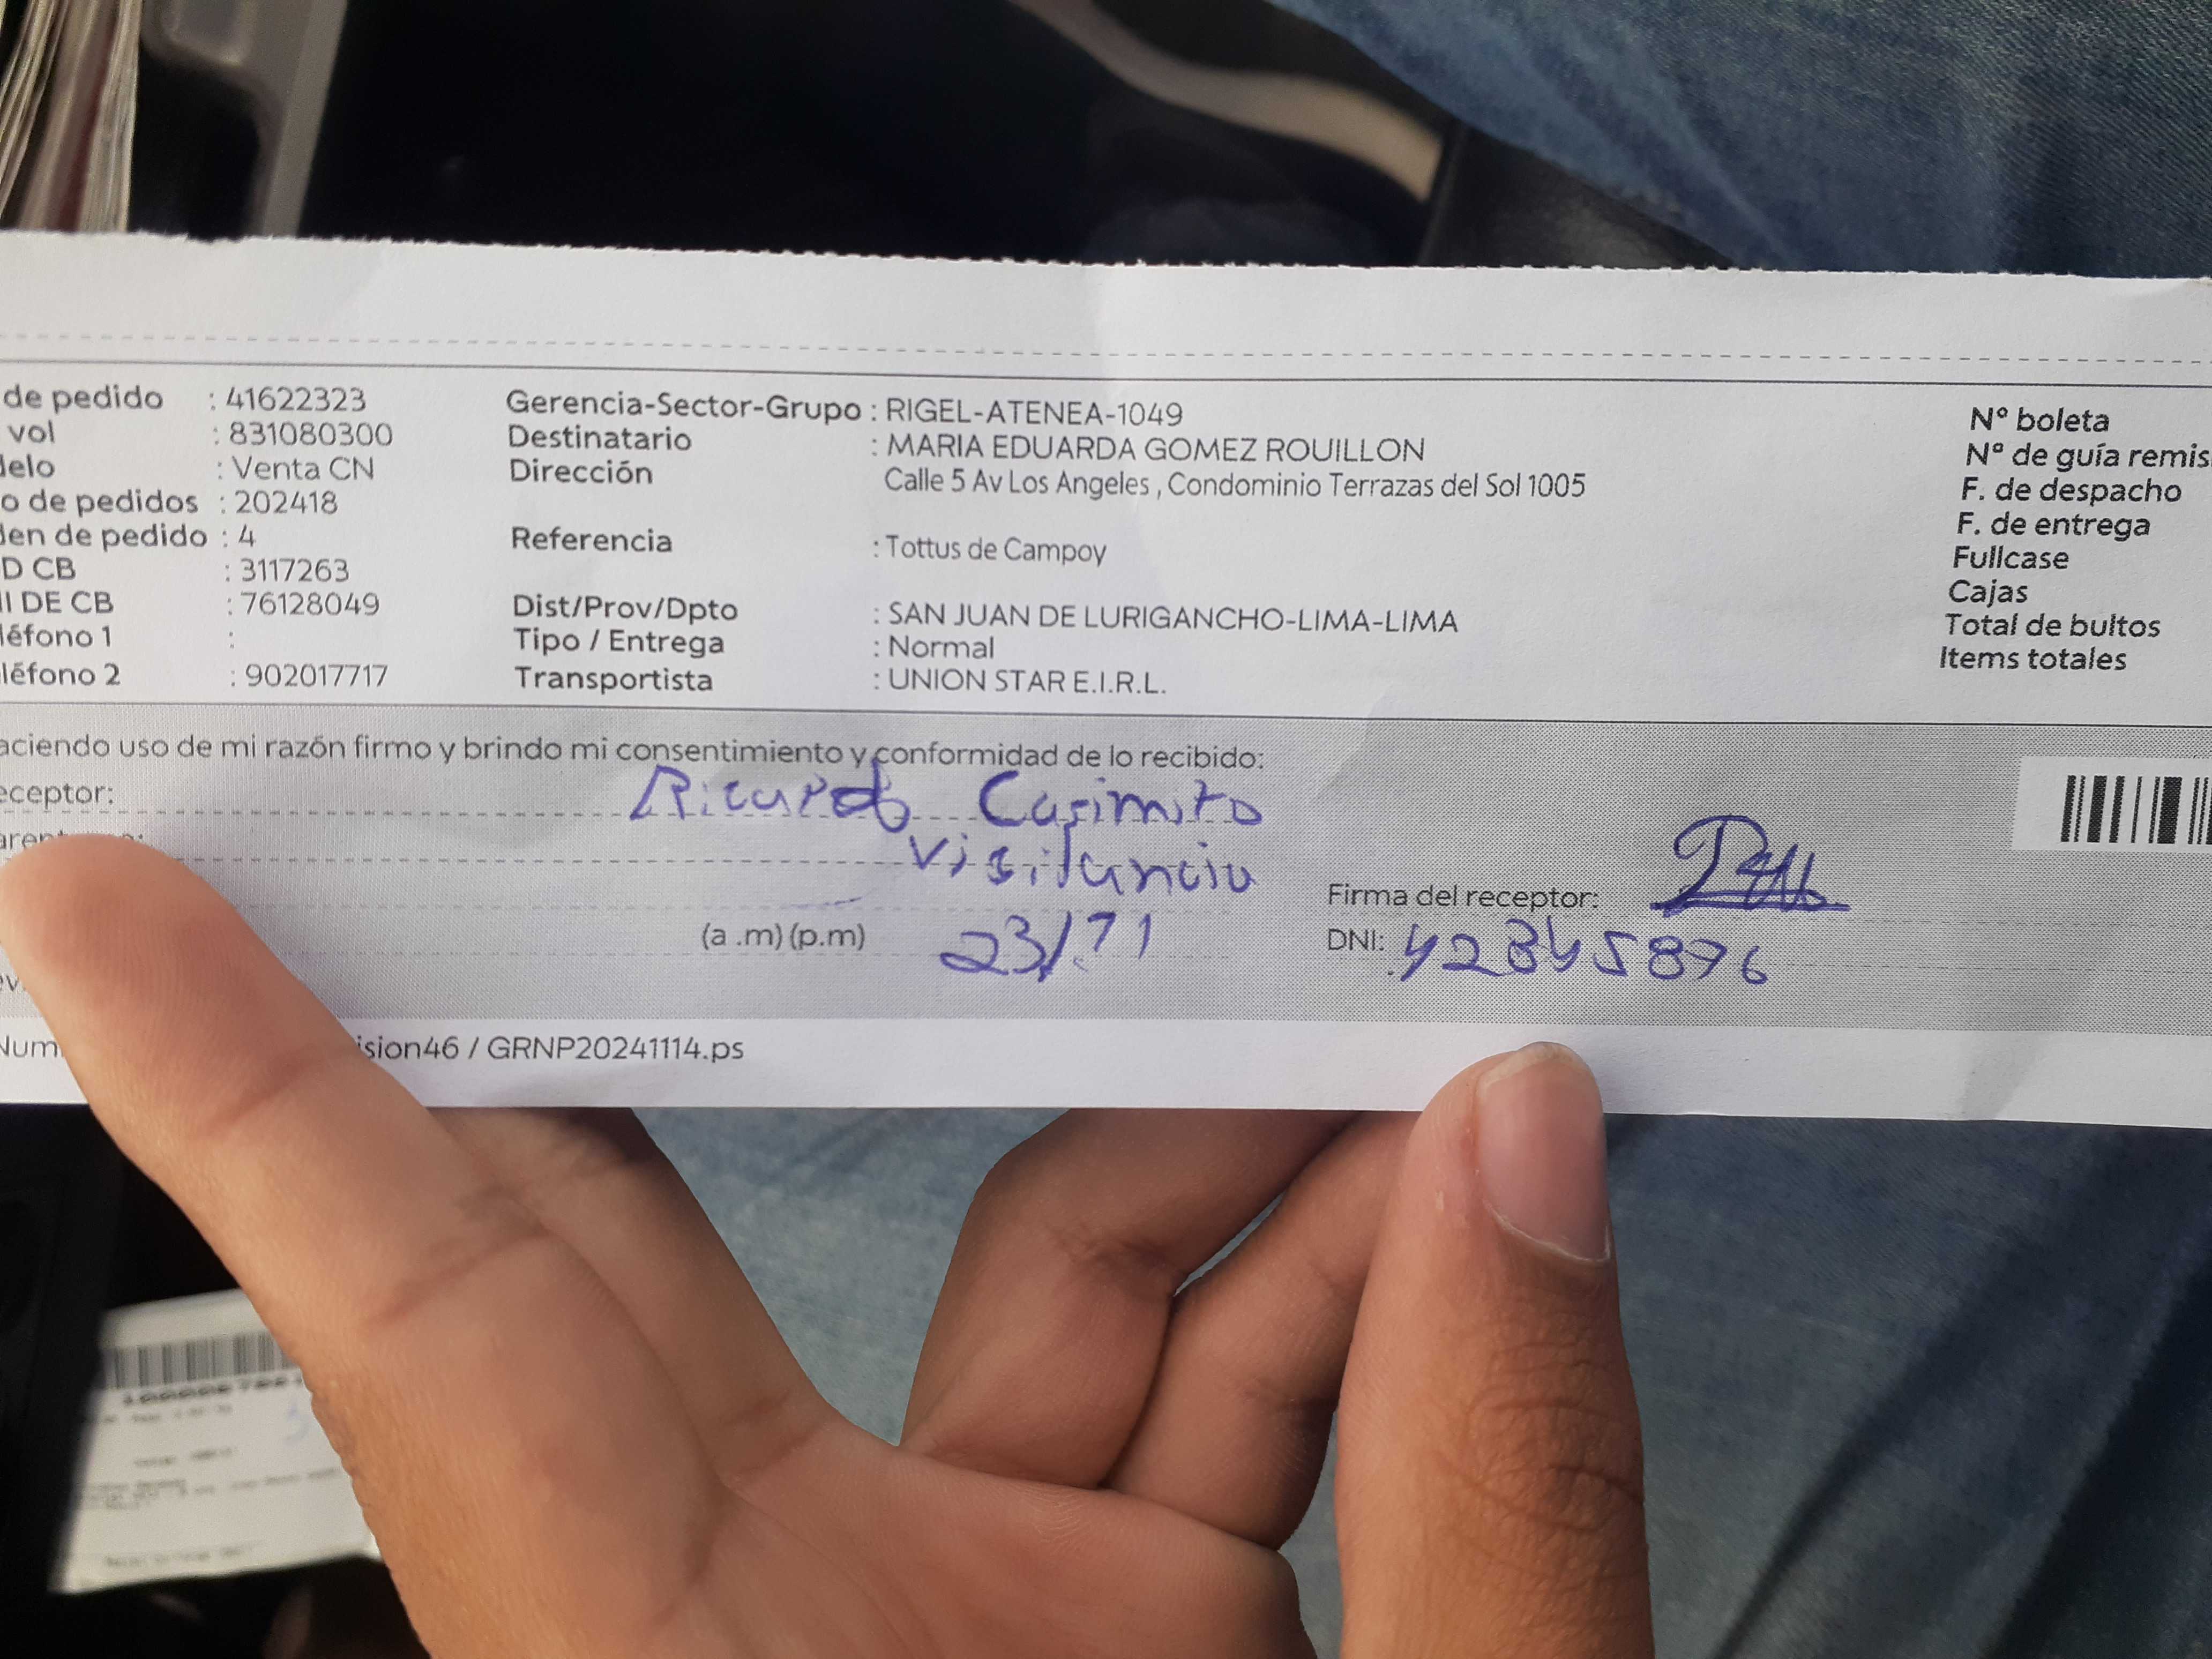 de pedido : 41622323
vol : 831080300
delo : Venta CN
o de pedidos : 202418
den de pedido : 4
D CB : 3117263
II DE CB : 76128049
léfono 1 :
léfono 2 : 902017717
Gerencia-Sector-Grupo : RIGEL-ATENEA-1049
Destinatario : MARIA EDUARDA GOMEZ ROUILLON
Dirección Calle 5 Av Los Angeles , Condominio Terrazas del Sol 1005
Referencia : Tottus de Campoy
Dist/Prov/Dpto : SAN JUAN DE LURIGANCHO-LIMA-LIMA
Tipo / Entrega : Normal
Transportista : UNION STAR E.I.R.L.
N° boleta
N° de guía remis
F. de despacho
F. de entrega
Fullcase
Cajas
Total de bultos
Items totales
aciendo uso de mi razón firmo y brindo mi consentimiento y conformidad de lo recibido:
eceptor: Ricardo Casimiro
Vigilancia
(a .m) (p.m) 23/11
Firma del receptor:
DNI: 42845896
Num
ision46 / GRNP20241114.ps